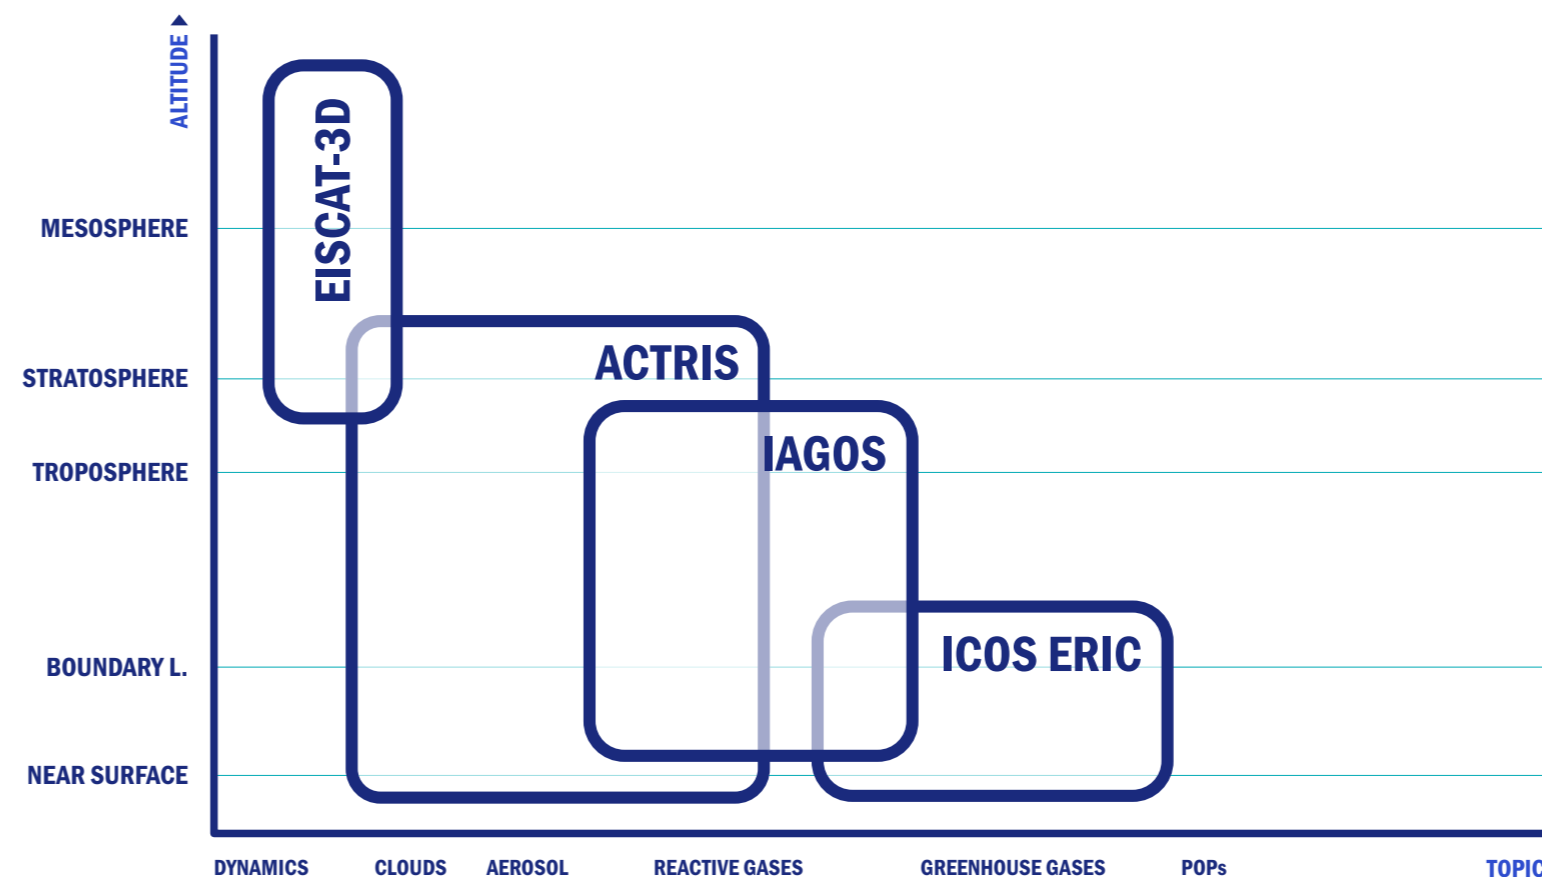 ALTITUDE ▶
EISCAT-3D
MESOSPHERE
ACTRIS
STRATOSPHERE
IAGOS
TROPOSPHERE
ICOS ERIC
BOUNDARY L.
NEAR SURFACE
DYNAMICS CLOUDS AEROSOL REACTIVE GASES GREENHOUSE GASES POPs TOPIC